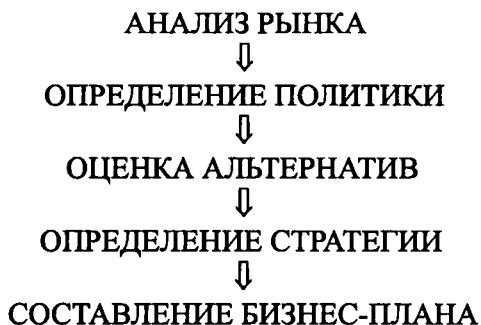 АНАЛИЗ РЫНКА
⇩
ОПРЕДЕЛЕНИЕ ПОЛИТИКИ
⇩
ОЦЕНКА АЛЬТЕРНАТИВ
⇩
ОПРЕДЕЛЕНИЕ СТРАТЕГИИ
⇩
СОСТАВЛЕНИЕ БИЗНЕС-ПЛАНА